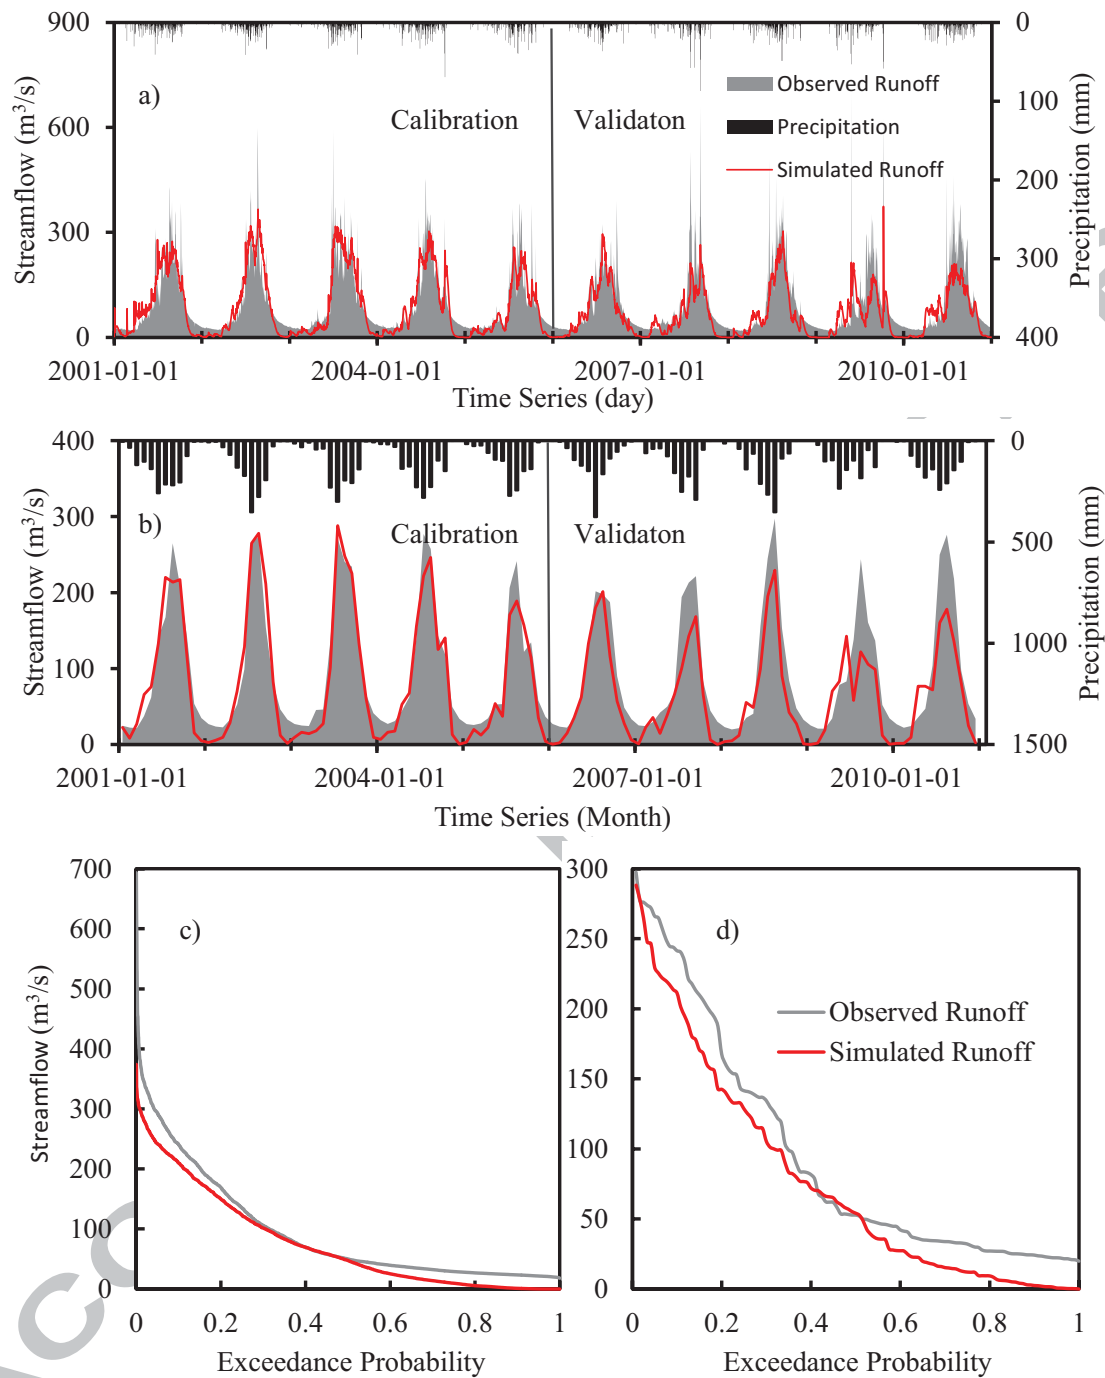 900
600
300
0
Streamflow (m³/s)
a)
Calibration
Validaton
Observed Runoff
Precipitation
Simulated Runoff
0
100
200
300
400
Precipitation (mm)
2001-01-01
2004-01-01
2007-01-01
2010-01-01
Time Series (day)
400
300
200
100
0
Streamflow (m³/s)
b)
Calibration
Validaton
0
500
1000
1500
Precipitation (mm)
2001-01-01
2004-01-01
2007-01-01
2010-01-01
Time Series (Month)
700
600
500
400
300
200
100
0
Streamflow (m³/s)
c)
0
0.2
0.4
0.6
0.8
1
Exceedance Probability
300
250
200
150
100
50
0
d)
Observed Runoff
Simulated Runoff
0
0.2
0.4
0.6
0.8
1
Exceedance Probability